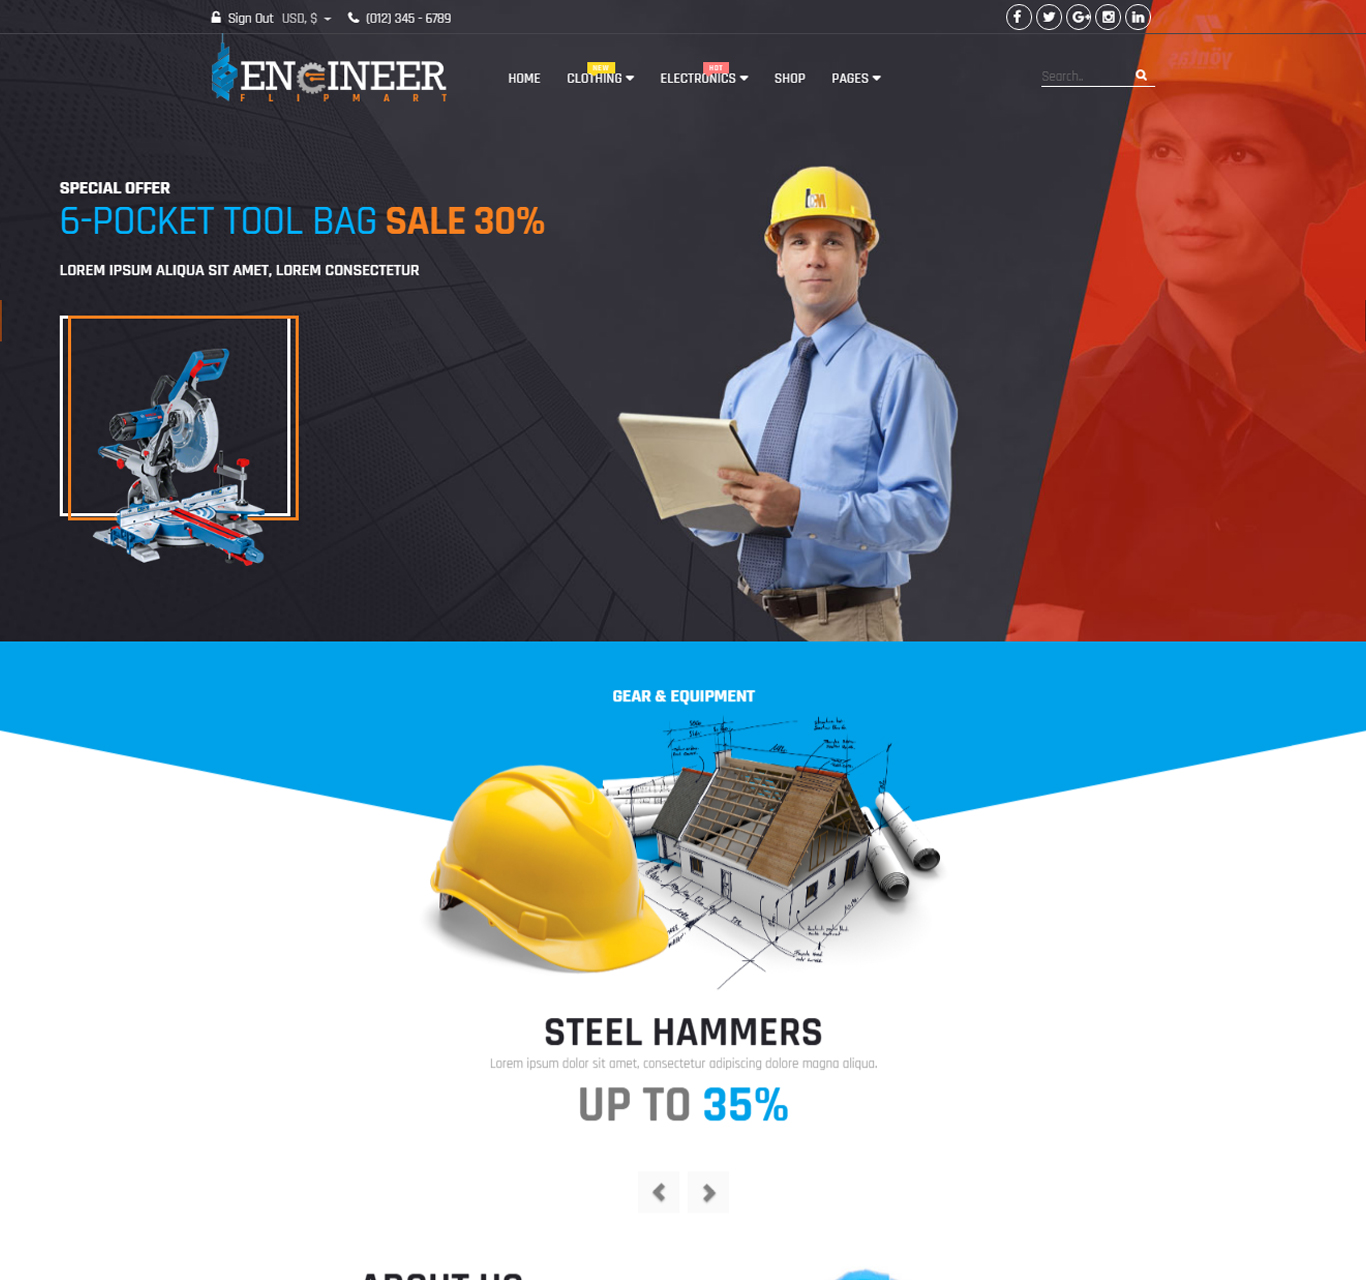 Sign Out USD, $ (012) 345 - 6789
ENGINEER
FLIPMART
HOME CLOTHING ELECTRONICS SHOP PAGES
NEW HOT
Search..
SPECIAL OFFER
6-POCKET TOOL BAG SALE 30%
LOREM IPSUM ALIQUA SIT AMET, LOREM CONSECTETUR
GEAR & EQUIPMENT
STEEL HAMMERS
Lorem ipsum dolor sit amet, consectetur adipiscing dolore magna aliqua.
UP TO 35%
ABOUT US